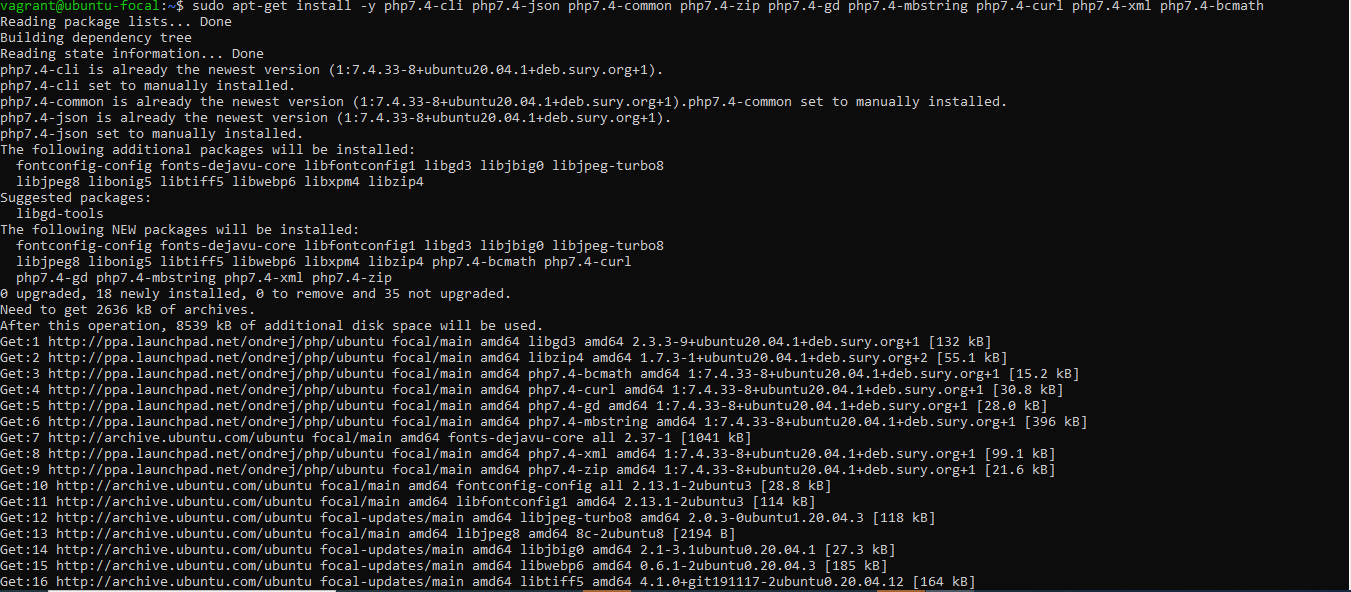 vagrant@ubuntu-focal:~$ sudo apt-get install -y php7.4-cli php7.4-json php7.4-common php7.4-zip php7.4-gd php7.4-mbstring php7.4-curl php7.4-xml php7.4-bcmath
Reading package lists... Done
Building dependency tree
Reading state information... Done
php7.4-cli is already the newest version (1:7.4.33-8+ubuntu20.04.1+deb.sury.org+1).
php7.4-cli set to manually installed.
php7.4-common is already the newest version (1:7.4.33-8+ubuntu20.04.1+deb.sury.org+1).php7.4-common set to manually installed.
php7.4-json is already the newest version (1:7.4.33-8+ubuntu20.04.1+deb.sury.org+1).
php7.4-json set to manually installed.
The following additional packages will be installed:
  fontconfig-config fonts-dejavu-core libfontconfig1 libgd3 libjbig0 libjpeg-turbo8
  libjpeg8 libonig5 libtiff5 libwebp6 libxpm4 libzip4
Suggested packages:
  libgd-tools
The following NEW packages will be installed:
  fontconfig-config fonts-dejavu-core libfontconfig1 libgd3 libjbig0 libjpeg-turbo8
  libjpeg8 libonig5 libtiff5 libwebp6 libxpm4 libzip4 php7.4-bcmath php7.4-curl
  php7.4-gd php7.4-mbstring php7.4-xml php7.4-zip
0 upgraded, 18 newly installed, 0 to remove and 35 not upgraded.
Need to get 2636 kB of archives.
After this operation, 8539 kB of additional disk space will be used.
Get:1 http://ppa.launchpad.net/ondrej/php/ubuntu focal/main amd64 libgd3 amd64 2.3.3-9+ubuntu20.04.1+deb.sury.org+1 [132 kB]
Get:2 http://ppa.launchpad.net/ondrej/php/ubuntu focal/main amd64 libzip4 amd64 1.7.3-1+ubuntu20.04.1+deb.sury.org+2 [55.1 kB]
Get:3 http://ppa.launchpad.net/ondrej/php/ubuntu focal/main amd64 php7.4-bcmath amd64 1:7.4.33-8+ubuntu20.04.1+deb.sury.org+1 [15.2 kB]
Get:4 http://ppa.launchpad.net/ondrej/php/ubuntu focal/main amd64 php7.4-curl amd64 1:7.4.33-8+ubuntu20.04.1+deb.sury.org+1 [30.8 kB]
Get:5 http://ppa.launchpad.net/ondrej/php/ubuntu focal/main amd64 php7.4-gd amd64 1:7.4.33-8+ubuntu20.04.1+deb.sury.org+1 [28.0 kB]
Get:6 http://ppa.launchpad.net/ondrej/php/ubuntu focal/main amd64 php7.4-mbstring amd64 1:7.4.33-8+ubuntu20.04.1+deb.sury.org+1 [396 kB]
Get:7 http://archive.ubuntu.com/ubuntu focal/main amd64 fonts-dejavu-core all 2.37-1 [1041 kB]
Get:8 http://ppa.launchpad.net/ondrej/php/ubuntu focal/main amd64 php7.4-xml amd64 1:7.4.33-8+ubuntu20.04.1+deb.sury.org+1 [99.1 kB]
Get:9 http://ppa.launchpad.net/ondrej/php/ubuntu focal/main amd64 php7.4-zip amd64 1:7.4.33-8+ubuntu20.04.1+deb.sury.org+1 [21.6 kB]
Get:10 http://archive.ubuntu.com/ubuntu focal/main amd64 fontconfig-config all 2.13.1-2ubuntu3 [28.8 kB]
Get:11 http://archive.ubuntu.com/ubuntu focal/main amd64 libfontconfig1 amd64 2.13.1-2ubuntu3 [114 kB]
Get:12 http://archive.ubuntu.com/ubuntu focal-updates/main amd64 libjpeg-turbo8 amd64 2.0.3-0ubuntu1.20.04.3 [118 kB]
Get:13 http://archive.ubuntu.com/ubuntu focal/main amd64 libjpeg8 amd64 8c-2ubuntu8 [2194 B]
Get:14 http://archive.ubuntu.com/ubuntu focal-updates/main amd64 libjbig0 amd64 2.1-3.1ubuntu0.20.04.1 [27.3 kB]
Get:15 http://archive.ubuntu.com/ubuntu focal-updates/main amd64 libwebp6 amd64 0.6.1-2ubuntu0.20.04.3 [185 kB]
Get:16 http://archive.ubuntu.com/ubuntu focal-updates/main amd64 libtiff5 amd64 4.1.0+git191117-2ubuntu0.20.04.12 [164 kB]